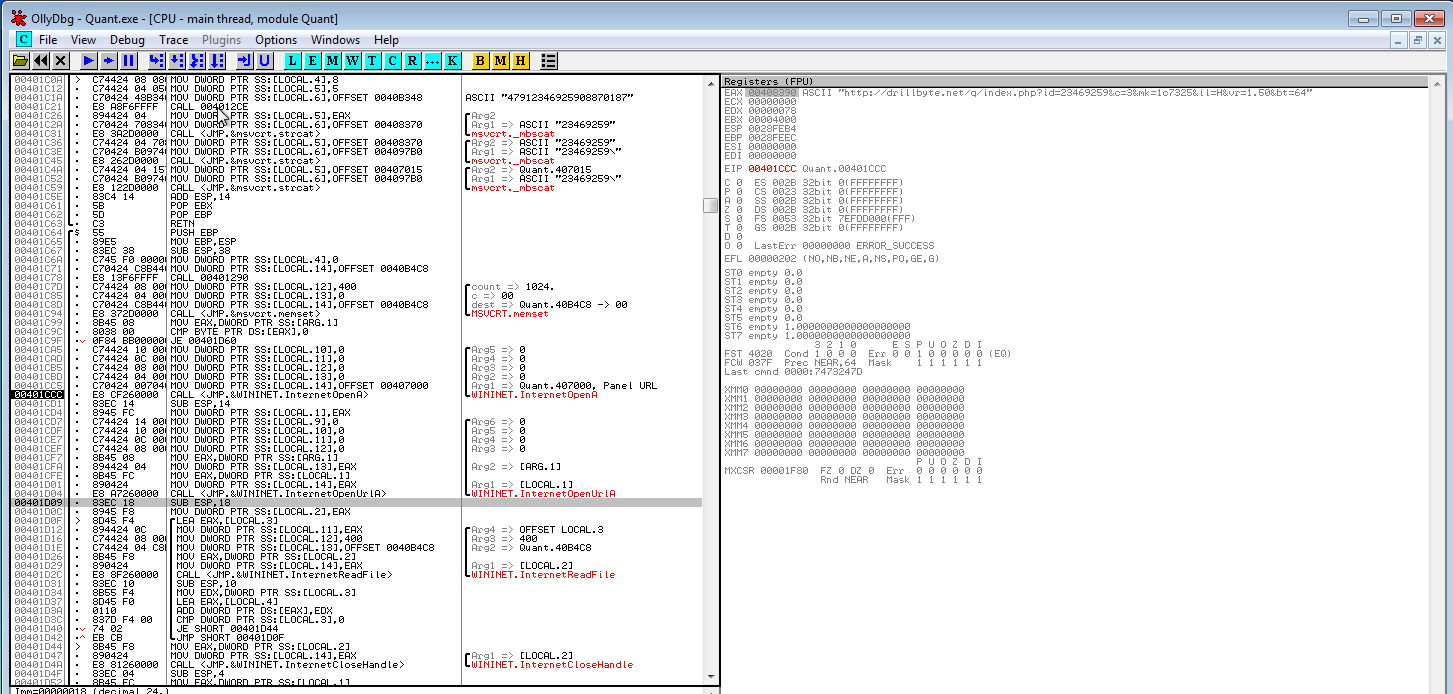 OllyDbg - Quant.exe - [CPU - main thread, module Quant]
C File View Debug Trace Plugins Options Windows Help
L E M W T C R ... K B M H
00401C0A > C74424 08 08 MOV DWORD PTR SS:[LOCAL.4],8
00401C12 C74424 04 05 MOV DWORD PTR SS:[LOCAL.5],5
00401C1A C70424 48B34 MOV DWORD PTR SS:[LOCAL.6],OFFSET 0040B348 ASCII "47912346925908870187"
00401C21 E8 A8F6FFFF CALL 004012CE
00401C26 894424 04 MOV DWORD PTR SS:[LOCAL.5],EAX Arg2
00401C2A C70424 70834 MOV DWORD PTR SS:[LOCAL.6],OFFSET 00408370 Arg1 => ASCII "23469259"
00401C31 E8 3A2D0000 CALL <JMP.&msvcrt.strcat> msvcrt._mbscat
00401C36 C74424 04 70 MOV DWORD PTR SS:[LOCAL.5],OFFSET 00408370 Arg2 => ASCII "23469259"
00401C3E C70424 B0974 MOV DWORD PTR SS:[LOCAL.6],OFFSET 004097B0 Arg1 => ASCII "23469259\"
00401C45 E8 262D0000 CALL <JMP.&msvcrt.strcat> msvcrt._mbscat
00401C4A C74424 04 15 MOV DWORD PTR SS:[LOCAL.5],OFFSET 00407015 Arg2 => Quant.407015
00401C52 C70424 B0974 MOV DWORD PTR SS:[LOCAL.6],OFFSET 004097B0 Arg1 => ASCII "23469259\"
00401C59 E8 122D0000 CALL <JMP.&msvcrt.strcat> msvcrt._mbscat
00401C5E 83C4 14 ADD ESP,14
00401C61 5B POP EBX
00401C62 5D POP EBP
00401C63 C3 RETN
00401C64 55 PUSH EBP
00401C65 89E5 MOV EBP,ESP
00401C67 83EC 38 SUB ESP,38
00401C6A C745 F0 0000 MOV DWORD PTR SS:[LOCAL.4],0
00401C71 C70424 C8B44 MOV DWORD PTR SS:[LOCAL.14],OFFSET 0040B4C8
00401C78 E8 13F6FFFF CALL 00401290
00401C7D C74424 08 00 MOV DWORD PTR SS:[LOCAL.12],400 count => 1024.
00401C85 C74424 04 00 MOV DWORD PTR SS:[LOCAL.13],0 c => 00
00401C8D C70424 C8B44 MOV DWORD PTR SS:[LOCAL.14],OFFSET 0040B4C8 dest => Quant.40B4C8 -> 00
00401C94 E8 372D0000 CALL <JMP.&msvcrt.memset> MSVCRT.memset
00401C99 8B45 08 MOV EAX,DWORD PTR SS:[ARG.1]
00401C9C 8038 00 CMP BYTE PTR DS:[EAX],0
00401C9F 0F84 BB00000 JE 00401D60
00401CA5 C74424 10 00 MOV DWORD PTR SS:[LOCAL.10],0 Arg5 => 0
00401CAD C74424 0C 00 MOV DWORD PTR SS:[LOCAL.11],0 Arg4 => 0
00401CB5 C74424 08 00 MOV DWORD PTR SS:[LOCAL.12],0 Arg3 => 0
00401CBD C74424 04 00 MOV DWORD PTR SS:[LOCAL.13],0 Arg2 => 0
00401CC5 C70424 00704 MOV DWORD PTR SS:[LOCAL.14],OFFSET 00407000 Arg1 => Quant.407000, Panel URL
00401CCC E8 CF260000 CALL <JMP.&WININET.InternetOpenA> WININET.InternetOpenA
00401CD1 83EC 14 SUB ESP,14
00401CD4 8945 FC MOV DWORD PTR SS:[LOCAL.1],EAX
00401CD7 C74424 14 00 MOV DWORD PTR SS:[LOCAL.9],0 Arg6 => 0
00401CDF C74424 10 00 MOV DWORD PTR SS:[LOCAL.10],0 Arg5 => 0
00401CE7 C74424 0C 00 MOV DWORD PTR SS:[LOCAL.11],0 Arg4 => 0
00401CEF C74424 08 00 MOV DWORD PTR SS:[LOCAL.12],0 Arg3 => 0
00401CF7 8B45 08 MOV EAX,DWORD PTR SS:[ARG.1]
00401CFA 894424 04 MOV DWORD PTR SS:[LOCAL.13],EAX Arg2 => [ARG.1]
00401CFE 8B45 FC MOV EAX,DWORD PTR SS:[LOCAL.1]
00401D01 890424 MOV DWORD PTR SS:[LOCAL.14],EAX Arg1 => [LOCAL.1]
00401D04 E8 A7260000 CALL <JMP.&WININET.InternetOpenUrlA> WININET.InternetOpenUrlA
00401D09 83EC 18 SUB ESP,18
00401D0C 8945 F8 MOV DWORD PTR SS:[LOCAL.2],EAX
00401D0F > 8D45 F4 LEA EAX,[LOCAL.3]
00401D12 894424 0C MOV DWORD PTR SS:[LOCAL.11],EAX Arg4 => OFFSET LOCAL.3
00401D16 C74424 08 00 MOV DWORD PTR SS:[LOCAL.12],400 Arg3 => 400
00401D1E C74424 04 C8 MOV DWORD PTR SS:[LOCAL.13],OFFSET 0040B4C8 Arg2 => Quant.40B4C8
00401D26 8B45 F8 MOV EAX,DWORD PTR SS:[LOCAL.2]
00401D29 890424 MOV DWORD PTR SS:[LOCAL.14],EAX Arg1 => [LOCAL.2]
00401D2C E8 8F260000 CALL <JMP.&WININET.InternetReadFile> WININET.InternetReadFile
00401D31 83EC 10 SUB ESP,10
00401D34 8B55 F4 MOV EDX,DWORD PTR SS:[LOCAL.3]
00401D37 8D45 F0 LEA EAX,[LOCAL.4]
00401D3A 0110 ADD DWORD PTR DS:[EAX],EDX
00401D3C 837D F4 00 CMP DWORD PTR SS:[LOCAL.3],0
00401D40 74 02 JE SHORT 00401D44
00401D42 EB CB JMP SHORT 00401D0F
00401D44 > 8B45 F8 MOV EAX,DWORD PTR SS:[LOCAL.2]
00401D47 890424 MOV DWORD PTR SS:[LOCAL.14],EAX Arg1 => [LOCAL.2]
00401D4A E8 81260000 CALL <JMP.&WININET.InternetCloseHandle> WININET.InternetCloseHandle
00401D4F 83EC 04 SUB ESP,4
00401D52 8B45 FC MOV EAX,DWORD PTR SS:[LOCAL.1]
Imm=00000018 (decimal 24.)
Registers (FPU)
EAX 00408390 ASCII "http://drillbyte.net/q/index.php?id=23469259&c=3&mk=1c7325&il=H&vr=1.50&bt=64"
ECX 00000000
EDX 00000078
EBX 00004000
ESP 0028FEB4
EBP 0028FEEC
ESI 00000000
EDI 00000000
EIP 00401CCC Quant.00401CCC
C 0 ES 002B 32bit 0(FFFFFFFF)
P 0 CS 0023 32bit 0(FFFFFFFF)
A 0 SS 002B 32bit 0(FFFFFFFF)
Z 0 DS 002B 32bit 0(FFFFFFFF)
S 0 FS 0053 32bit 7EFDD000(FFF)
T 0 GS 002B 32bit 0(FFFFFFFF)
D 0
O 0 LastErr 00000000 ERROR_SUCCESS
EFL 00000202 (NO,NB,NE,A,NS,PO,GE,G)
ST0 empty 0.0
ST1 empty 0.0
ST2 empty 0.0
ST3 empty 0.0
ST4 empty 0.0
ST5 empty 0.0
ST6 empty 1.0000000000000000000
ST7 empty 1.0000000000000000000
3 2 1 0 E S P U O Z D I
FST 4020 Cond 1 0 0 0 Err 0 0 1 0 0 0 0 0 (EQ)
FCW 037F Prec NEAR,64 Mask 1 1 1 1 1 1
Last cmnd 0000:7473247D
XMM0 00000000 00000000 00000000 00000000
XMM1 00000000 00000000 00000000 00000000
XMM2 00000000 00000000 00000000 00000000
XMM3 00000000 00000000 00000000 00000000
XMM4 00000000 00000000 00000000 00000000
XMM5 00000000 00000000 00000000 00000000
XMM6 00000000 00000000 00000000 00000000
XMM7 00000000 00000000 00000000 00000000
P U O Z D I
MXCSR 00001F80 FZ 0 DZ 0 Err 0 0 0 0 0 0
Rnd NEAR Mask 1 1 1 1 1 1